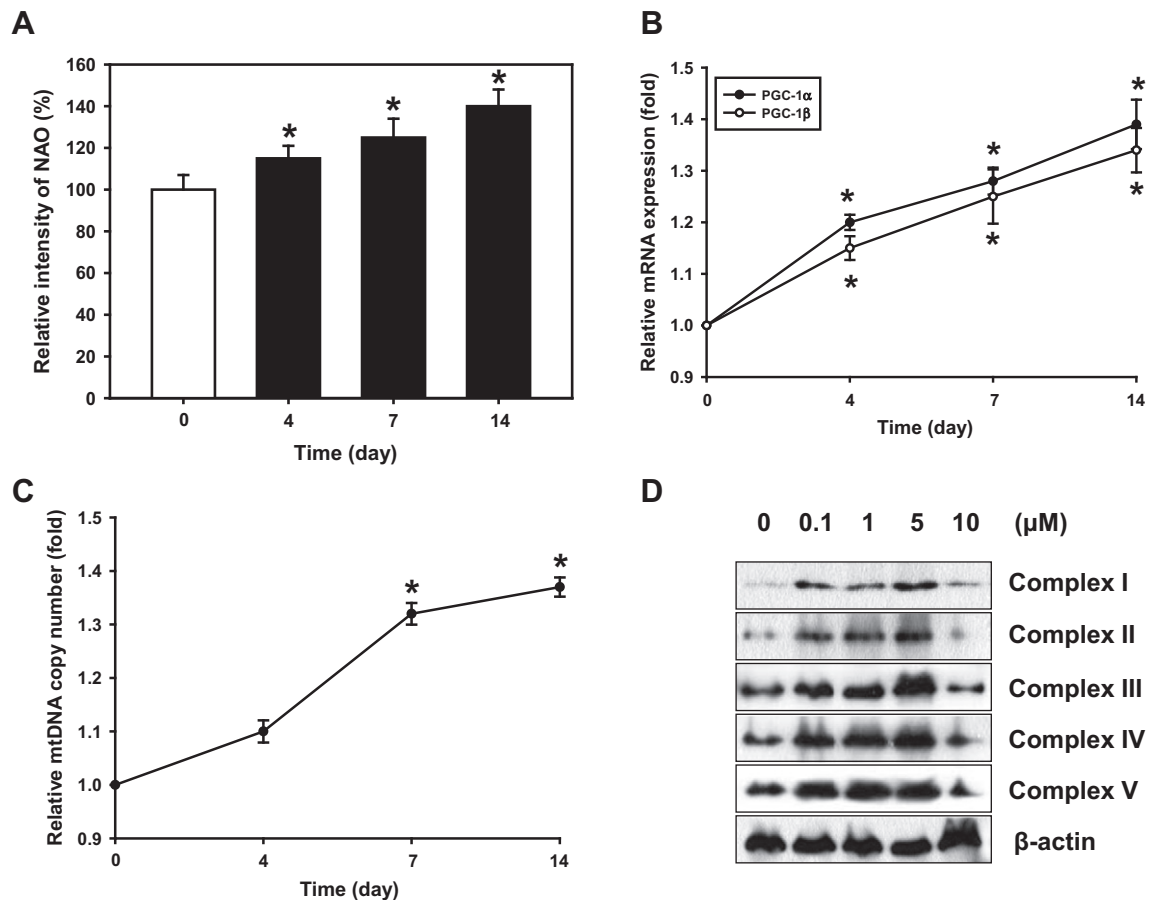 A
Relative intensity of NAO (%)
160
140
120
100
80
60
40
20
0
* * *
0 4 7 14
Time (day)
B
Relative mRNA expression (fold)
1.5
1.4
1.3
1.2
1.1
1.0
0.9
PGC-1α
PGC-1β
* * *
* * *
0 4 7 14
Time (day)
C
Relative mtDNA copy number (fold)
1.5
1.4
1.3
1.2
1.1
1.0
0.9
* *
0 4 7 14
Time (day)
D
0 0.1 1 5 10 (µM)
Complex I
Complex II
Complex III
Complex IV
Complex V
β-actin